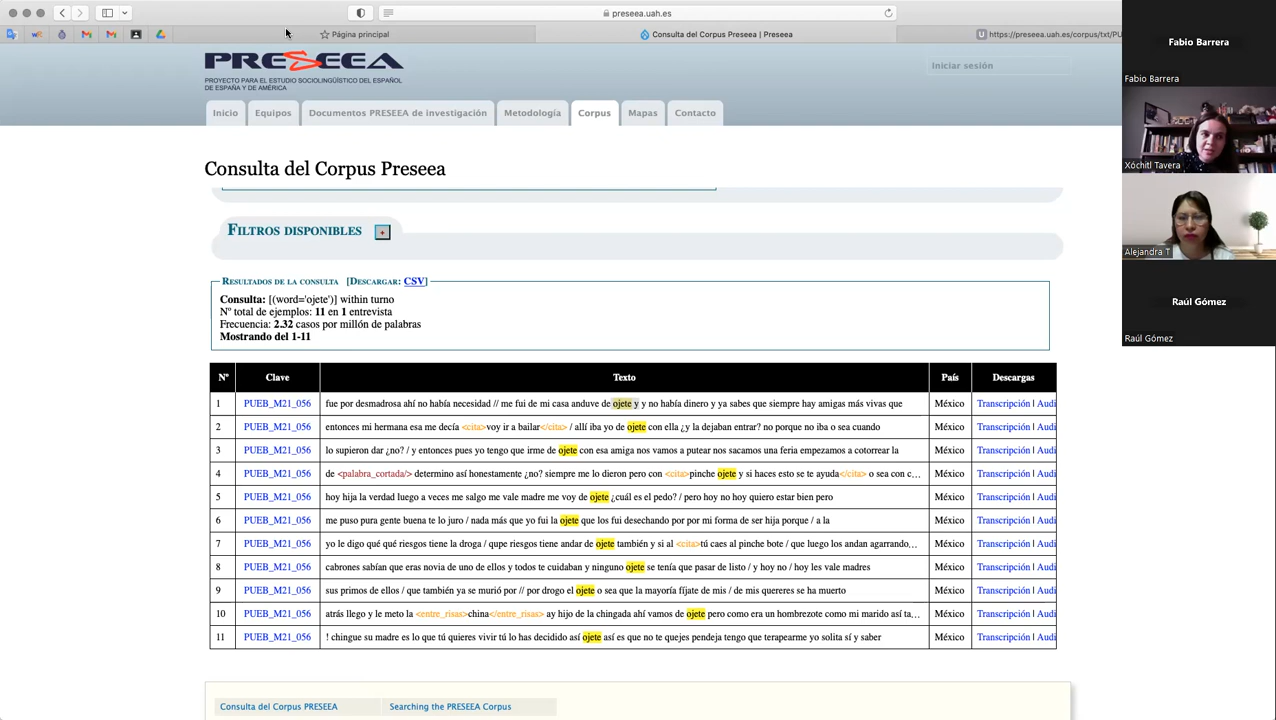 preseea.uah.es
Página principal
Consulta del Corpus Preseea | Preseea
https://preseea.uah.es/corpus/txt/PU
PRESEEA
PROYECTO PARA EL ESTUDIO SOCIOLINGÜÍSTICO DEL ESPAÑOL
DE ESPAÑA Y DE AMÉRICA
Iniciar sesión
Inicio
Equipos
Documentos PRESEEA de investigación
Metodología
Corpus
Mapas
Contacto
Consulta del Corpus Preseea
FILTROS DISPONIBLES +
RESULTADOS DE LA CONSULTA [DESCARGAR: CSV]
Consulta: [(word='ojete')] within turno
Nº total de ejemplos: 11 en 1 entrevista
Frecuencia: 2.32 casos por millón de palabras
Mostrando del 1-11
Nº Clave Texto País Descargas
1 PUEB_M21_056 fue por desmadrosa ahí no había necesidad // me fui de mi casa anduve de ojete y y no había dinero y ya sabes que siempre hay amigas más vivas que México Transcripción | Audi
2 PUEB_M21_056 entonces mi hermana esa me decía <cita>voy ir a bailar</cita> / allí iba yo de ojete con ella ¿y la dejaban entrar? no porque no iba o sea cuando México Transcripción | Audi
3 PUEB_M21_056 lo supieron dar ¿no? / y entonces pues yo tengo que irme de ojete con esa amiga nos vamos a putear nos sacamos una feria empezamos a cotorrear la México Transcripción | Audi
4 PUEB_M21_056 de <palabra_cortada/> determino así honestamente ¿no? siempre me lo dieron pero con <cita>pinche ojete y si haces esto se te ayuda</cita> o sea con c... México Transcripción | Audi
5 PUEB_M21_056 hoy hija la verdad luego a veces me salgo me vale madre me voy de ojete ¿cuál es el pedo? / pero hoy no hoy quiero estar bien pero México Transcripción | Audi
6 PUEB_M21_056 me puso pura gente buena te lo juro / nada más que yo fui la ojete que los fui desechando por por mi forma de ser hija porque / a la México Transcripción | Audi
7 PUEB_M21_056 yo le digo qué qué riesgos tiene la droga / qupe riesgos tiene andar de ojete también y si al <cita>tú caes al pinche bote / que luego los andan agarrando,... México Transcripción | Audi
8 PUEB_M21_056 cabrones sabían que eras novia de uno de ellos y todos te cuidaban y ninguno ojete se tenía que pasar de listo / y hoy no / hoy les vale madres México Transcripción | Audi
9 PUEB_M21_056 sus primos de ellos / que también ya se murió por // por drogo el ojete o sea que la mayoría fíjate de mis / de mis quereres se ha muerto México Transcripción | Audi
10 PUEB_M21_056 atrás llego y le meto la <entre_risas>china</entre_risas> ay hijo de la chingada ahí vamos de ojete pero como era un hombrezote como mi marido así ta... México Transcripción | Audi
11 PUEB_M21_056 ! chingue su madre es lo que tú quieres vivir tú lo has decidido así ojete así es que no te quejes pendeja tengo que terapearme yo solita sí y saber México Transcripción | Audi
Consulta del Corpus PRESEEA
Searching the PRESEEA Corpus
Fabio Barrera
Fabio Barrera
Xóchitl Tavera
Alejandra T
Raúl Gómez
Raúl Gómez